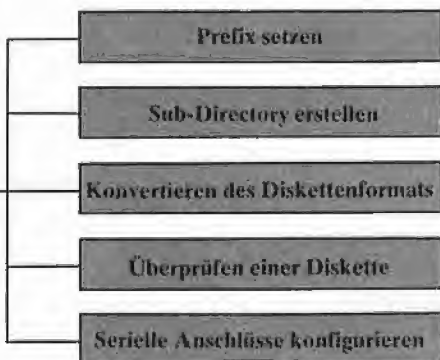 Prefix setzen
Sub-Directory erstellen
Konvertieren des Diskettenformats
Überprüfen einer Diskette
Serielle Anschlüsse konfigurieren